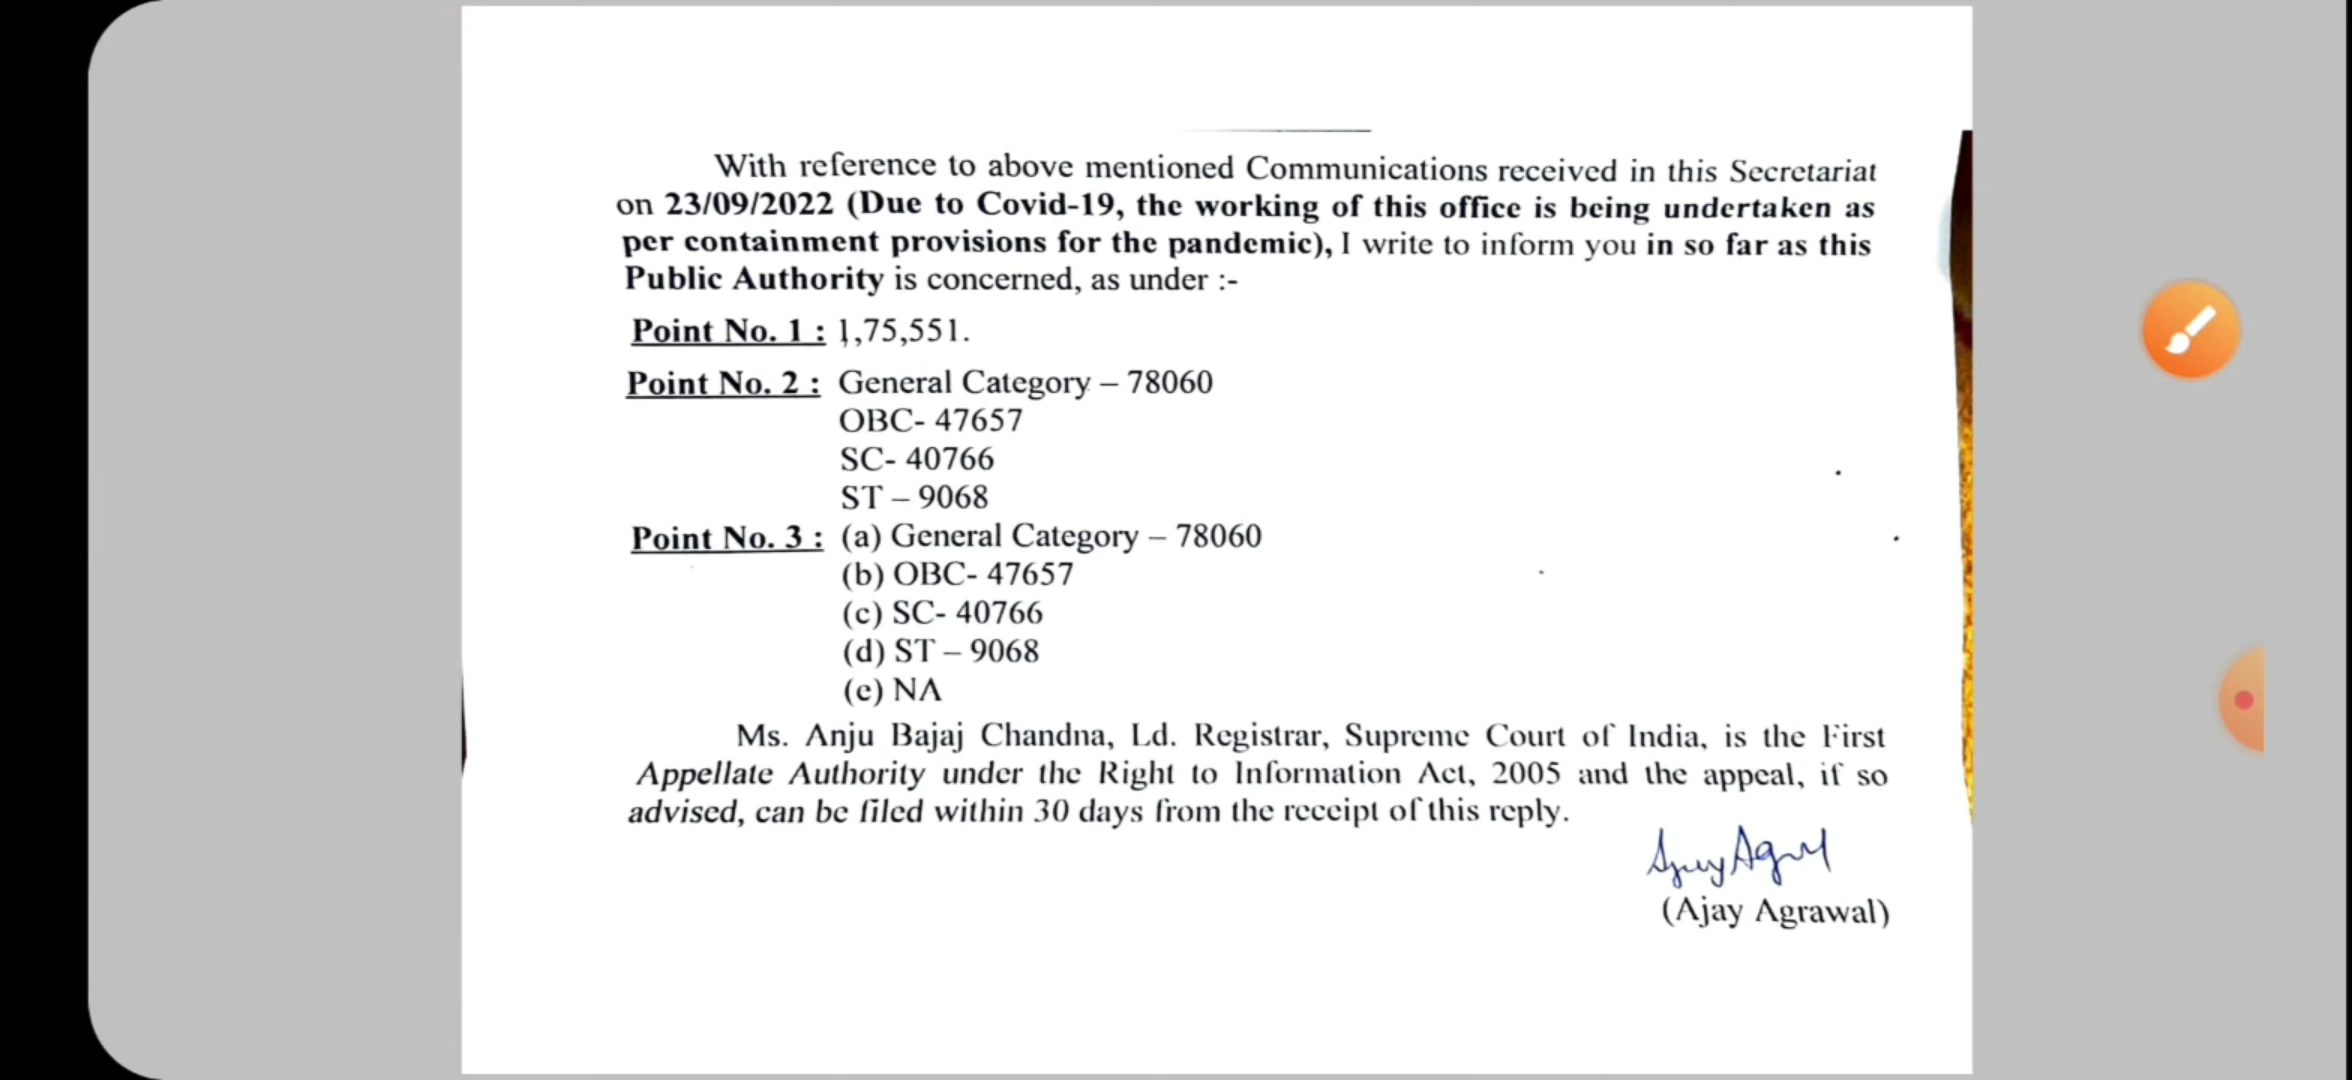 With reference to above mentioned Communications received in this Secretariat
on 23/09/2022 (Due to Covid-19, the working of this office is being undertaken as
per containment provisions for the pandemic), I write to inform you in so far as this
Public Authority is concerned, as under :-
Point No. 1 : 1,75,551.
Point No. 2 : General Category – 78060
OBC- 47657
SC- 40766
ST – 9068
Point No. 3 : (a) General Category – 78060
(b) OBC- 47657
(c) SC- 40766
(d) ST – 9068
(e) NA
Ms. Anju Bajaj Chandna, Ld. Registrar, Supreme Court of India, is the First
Appellate Authority under the Right to Information Act, 2005 and the appeal, if so
advised, can be filed within 30 days from the receipt of this reply.
Ajay Agrawal
(Ajay Agrawal)